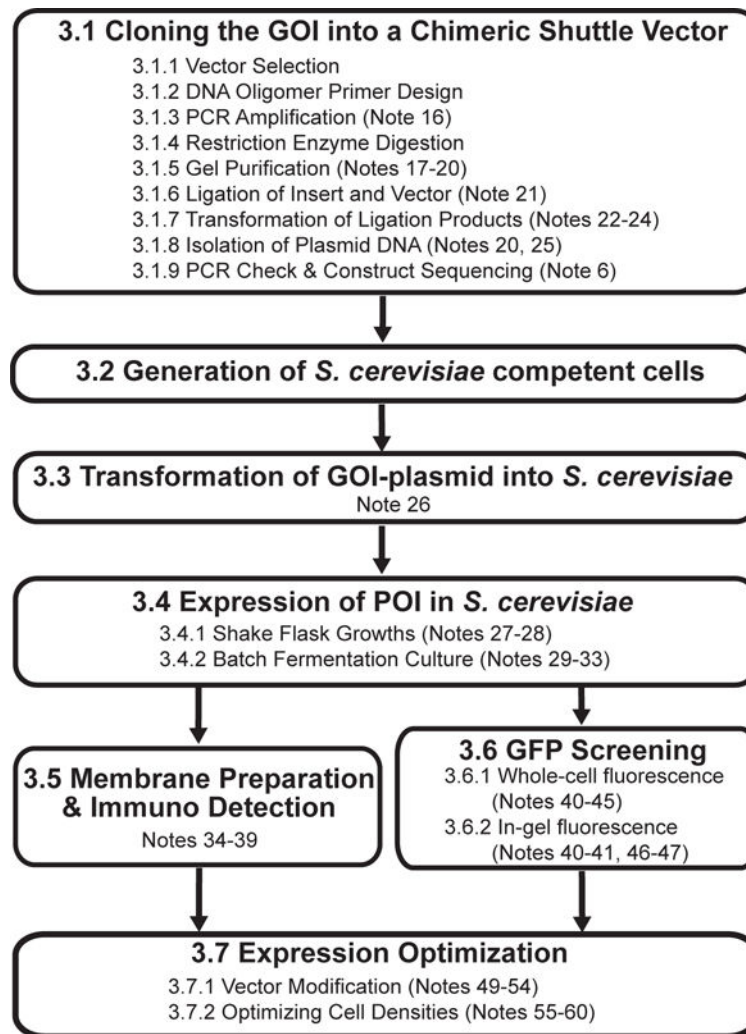 3.1 Cloning the GOI into a Chimeric Shuttle Vector
3.1.1 Vector Selection
3.1.2 DNA Oligomer Primer Design
3.1.3 PCR Amplification (Note 16)
3.1.4 Restriction Enzyme Digestion
3.1.5 Gel Purification (Notes 17-20)
3.1.6 Ligation of Insert and Vector (Note 21)
3.1.7 Transformation of Ligation Products (Notes 22-24)
3.1.8 Isolation of Plasmid DNA (Notes 20, 25)
3.1.9 PCR Check & Construct Sequencing (Note 6)
3.2 Generation of S. cerevisiae competent cells
3.3 Transformation of GOI-plasmid into S. cerevisiae
Note 26
3.4 Expression of POI in S. cerevisiae
3.4.1 Shake Flask Growths (Notes 27-28)
3.4.2 Batch Fermentation Culture (Notes 29-33)
3.5 Membrane Preparation
& Immuno Detection
Notes 34-39
3.6 GFP Screening
3.6.1 Whole-cell fluorescence
(Notes 40-45)
3.6.2 In-gel fluorescence
(Notes 40-41, 46-47)
3.7 Expression Optimization
3.7.1 Vector Modification (Notes 49-54)
3.7.2 Optimizing Cell Densities (Notes 55-60)